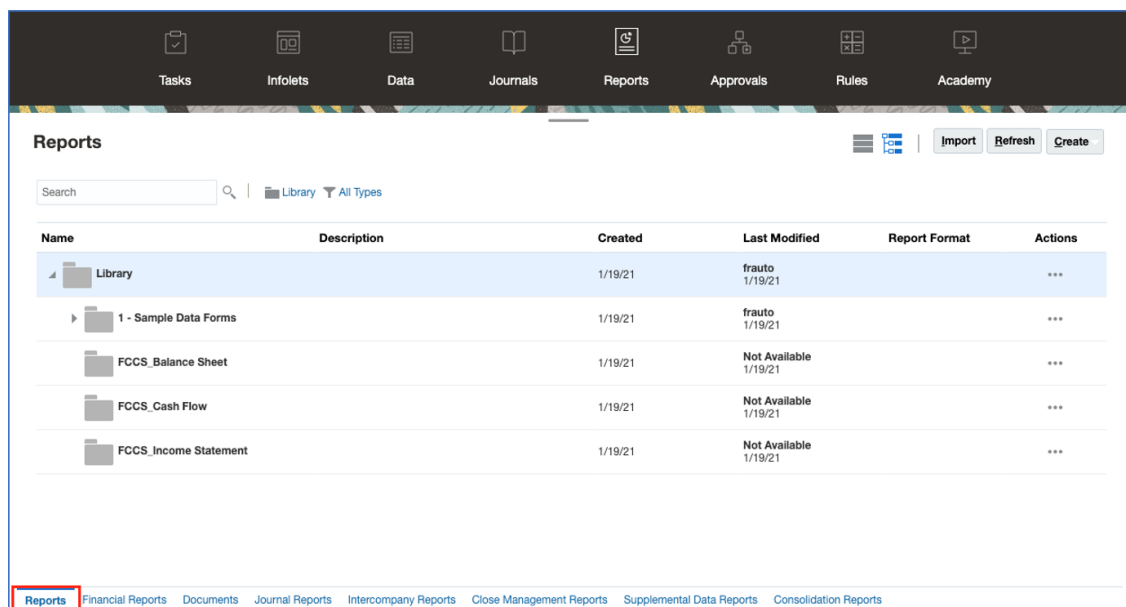 Tasks Infolets Data Journals Reports Approvals Rules Academy
Reports
Import Refresh Create
Search Library All Types
Name Description Created Last Modified Report Format Actions
Library 1/19/21 frauto
1/19/21
1 - Sample Data Forms 1/19/21 frauto
1/19/21
FCCS_Balance Sheet 1/19/21 Not Available
1/19/21
FCCS_Cash Flow 1/19/21 Not Available
1/19/21
FCCS_Income Statement 1/19/21 Not Available
1/19/21
Reports Financial Reports Documents Journal Reports Intercompany Reports Close Management Reports Supplemental Data Reports Consolidation Reports